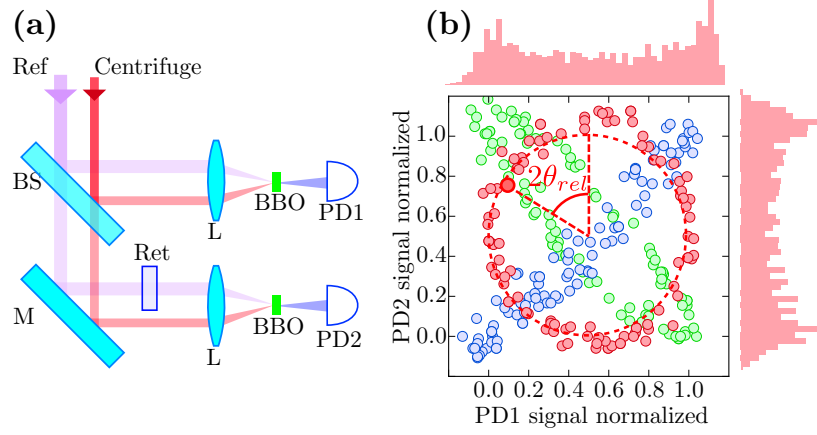 (a)
Ref Centrifuge
BS
L
BBO
PD1
Ret
M
L
BBO
PD2
(b)
PD2 signal normalized
1.0
0.8
0.6
0.4
0.2
0.0
2θrel
0.0 0.2 0.4 0.6 0.8 1.0
PD1 signal normalized